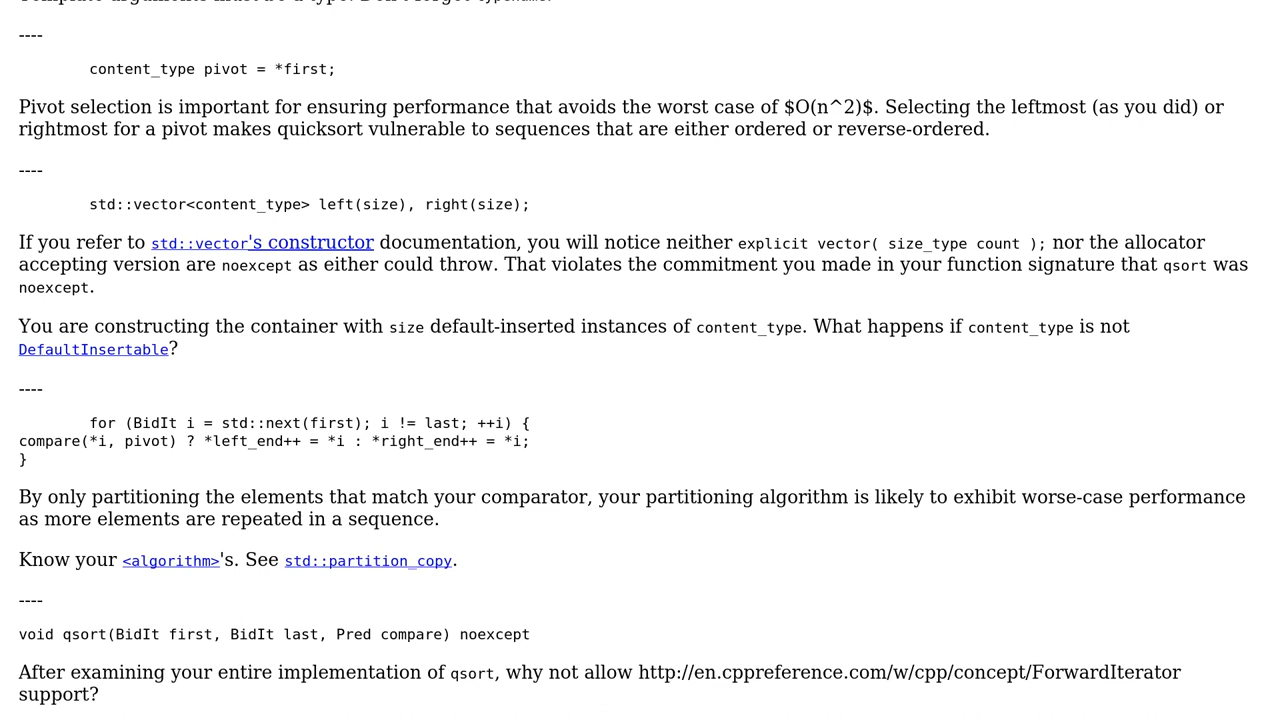 ----
content_type pivot = *first;
Pivot selection is important for ensuring performance that avoids the worst case of $O(n^2)$. Selecting the leftmost (as you did) or
rightmost for a pivot makes quicksort vulnerable to sequences that are either ordered or reverse-ordered.
----
std::vector<content_type> left(size), right(size);
If you refer to std::vector's constructor documentation, you will notice neither explicit vector( size_type count ); nor the allocator
accepting version are noexcept as either could throw. That violates the commitment you made in your function signature that qsort was
noexcept.
You are constructing the container with size default-inserted instances of content_type. What happens if content_type is not
DefaultInsertable?
----
for (BidIt i = std::next(first); i != last; ++i) {
compare(*i, pivot) ? *left_end++ = *i : *right_end++ = *i;
}
By only partitioning the elements that match your comparator, your partitioning algorithm is likely to exhibit worse-case performance
as more elements are repeated in a sequence.
Know your <algorithm>'s. See std::partition_copy.
----
void qsort(BidIt first, BidIt last, Pred compare) noexcept
After examining your entire implementation of qsort, why not allow http://en.cppreference.com/w/cpp/concept/ForwardIterator
support?